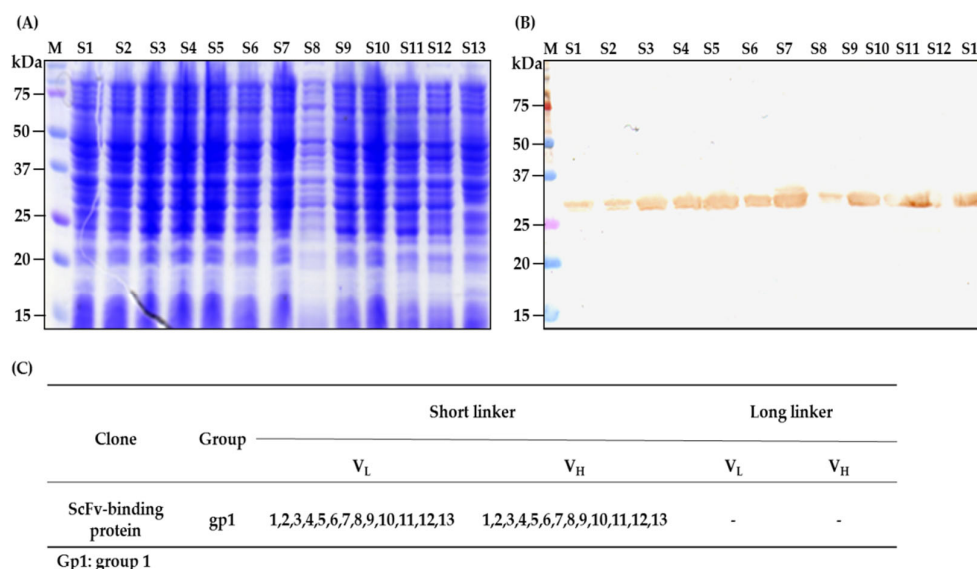 (A)
M S1 S2 S3 S4 S5 S6 S7 S8 S9 S10 S11 S12 S13
kDa
75
50
37
25
20
15
(B)
M S1 S2 S3 S4 S5 S6 S7 S8 S9 S10 S11 S12 S1
kDa
75
50
37
25
20
15
(C)
Clone Group Short linker Long linker
VL VH VL VH
ScFv-binding
protein gp1 1,2,3,4,5,6,7,8,9,10,11,12,13 1,2,3,4,5,6,7,8,9,10,11,12,13 - -
Gp1: group 1